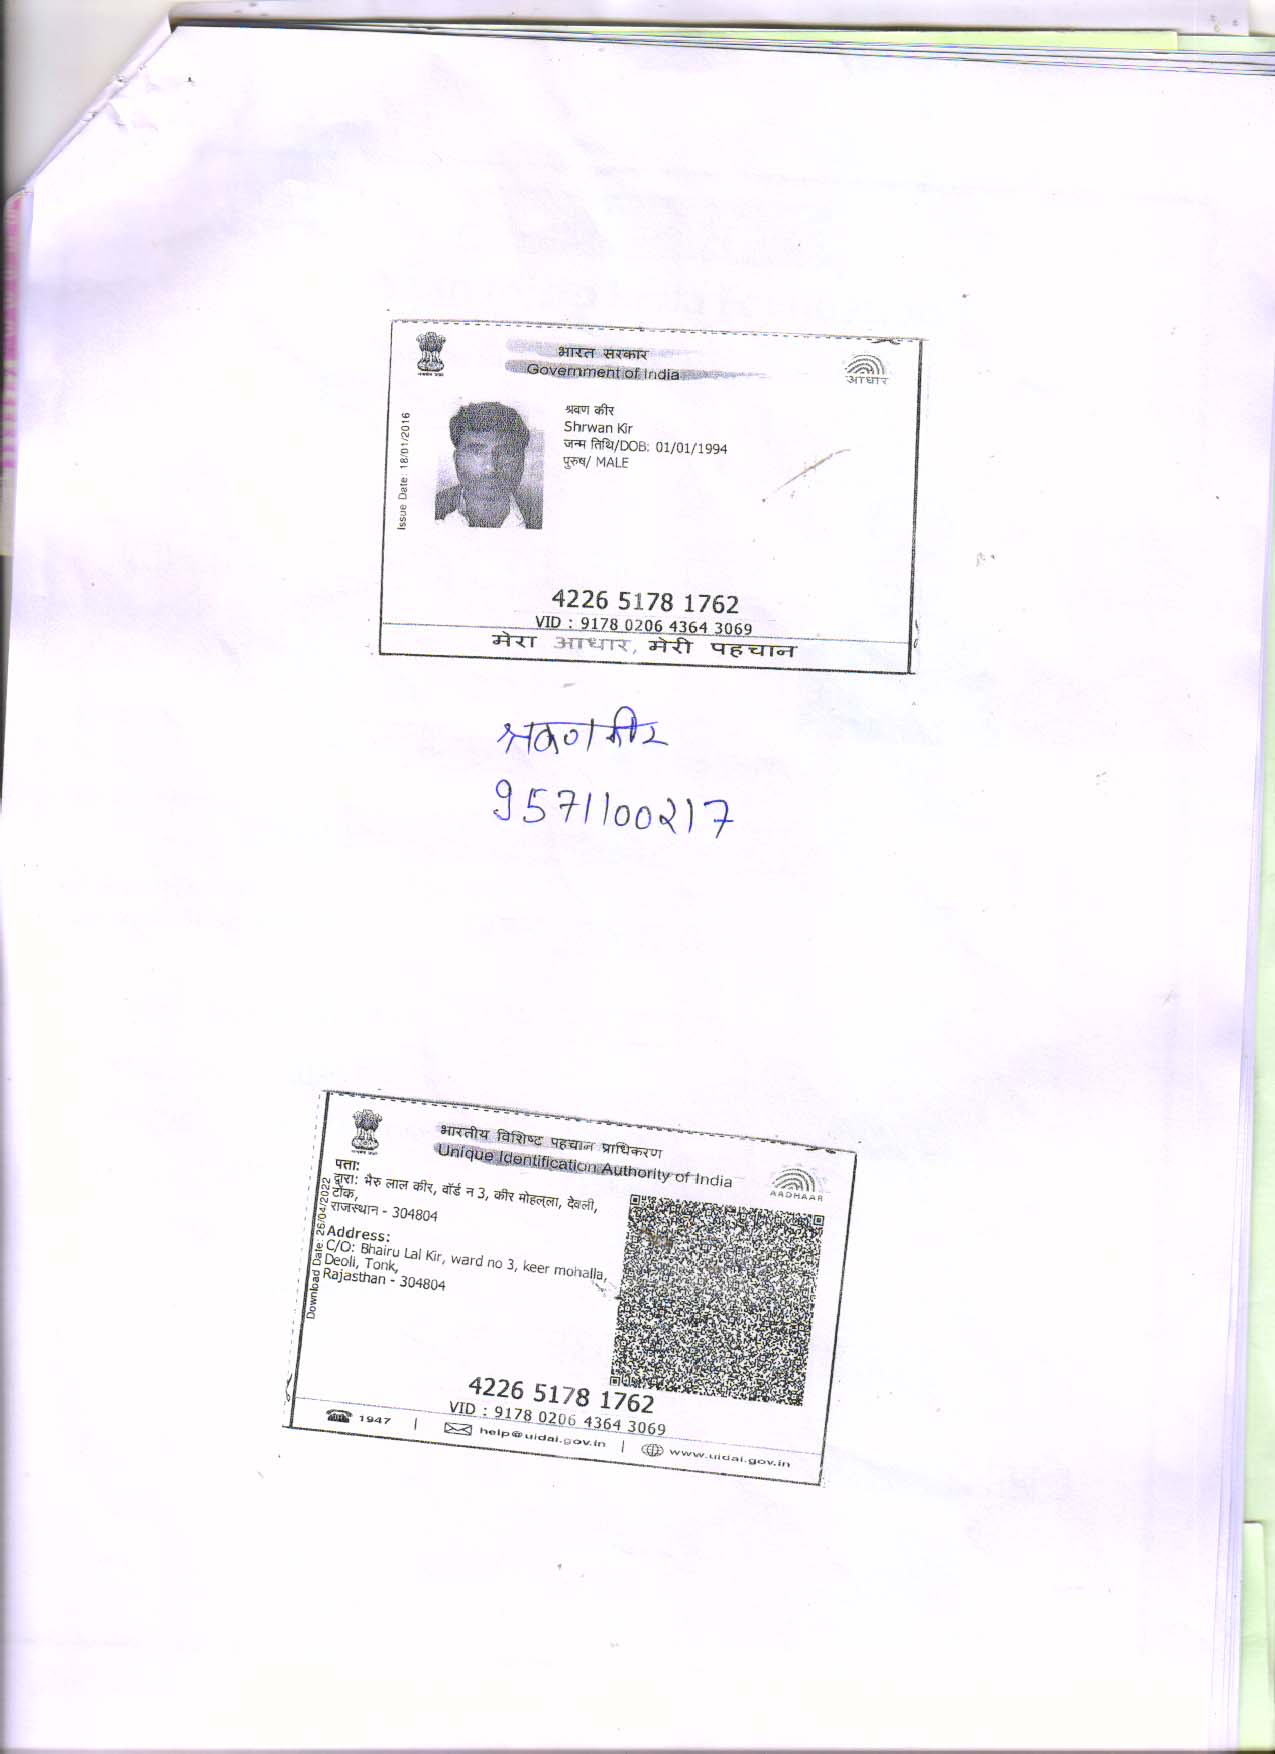 भारत सरकार
Government of India
आधार
Issue Date: 18/01/2016
श्रवण कीर
Shrwan Kir
जन्म तिथि/DOB: 01/01/1994
पुरुष/ MALE
4226 5178 1762
VID : 9178 0206 4364 3069
मेरा आधार, मेरी पहचान
श्रवण कीर
9571100217
भारतीय विशिष्ट पहचान प्राधिकरण
Unique Identification Authority of India
AADHAAR
Download Date: 26/04/2022
पता:
द्वारा: भैरु लाल कीर, वॉर्ड न 3, कीर मोहल्ला, देवली,
टोंक,
राजस्थान - 304804
Address:
C/O: Bhairu Lal Kir, ward no 3, keer mohalla,
Deoli, Tonk,
Rajasthan - 304804
4226 5178 1762
VID : 9178 0206 4364 3069
1947 | help@uidai.gov.in | www.uidai.gov.in